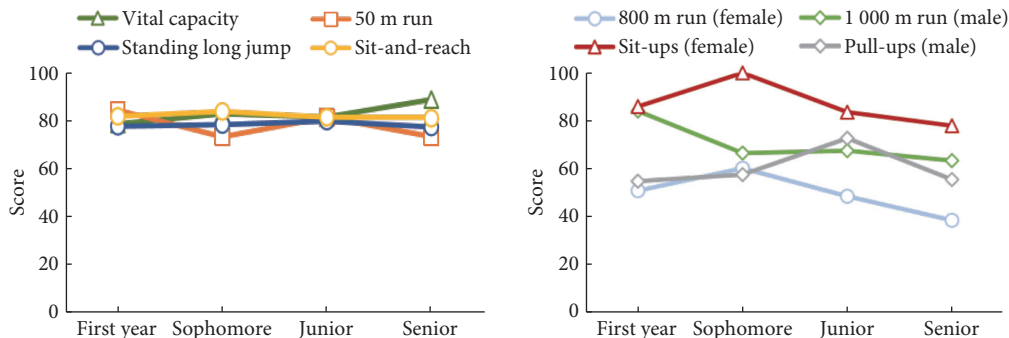 Vital capacity
50 m run
Standing long jump
Sit-and-reach
100
80
60
40
20
0
Score
First year Sophomore Junior Senior
800 m run (female)
1 000 m run (male)
Sit-ups (female)
Pull-ups (male)
100
80
60
40
20
0
Score
First year Sophomore Junior Senior